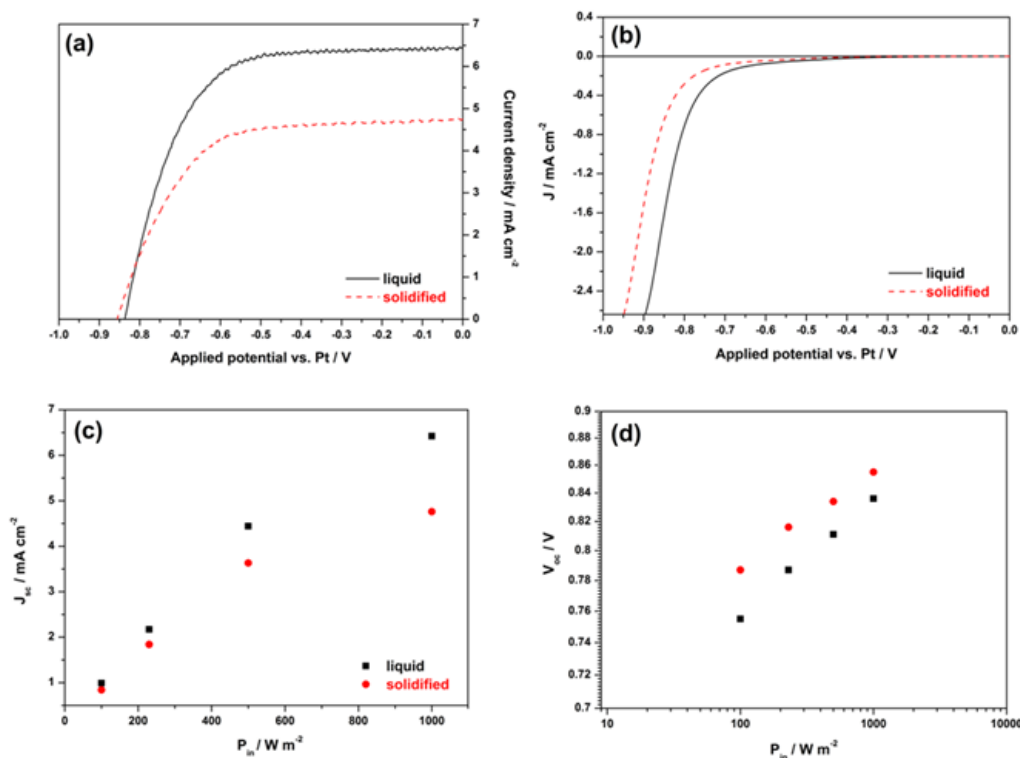 (a)
7
6
5
4
3
2
1
0
Current density / mA cm⁻²
liquid
solidified
-1.0 -0.9 -0.8 -0.7 -0.6 -0.5 -0.4 -0.3 -0.2 -0.1 0.0
Applied potential vs. Pt / V
(b)
0.4
0.0
-0.4
-0.8
-1.2
-1.6
-2.0
-2.4
J / mA cm⁻²
liquid
solidified
-1.0 -0.9 -0.8 -0.7 -0.6 -0.5 -0.4 -0.3 -0.2 -0.1 0.0
Applied potential vs. Pt / V
(c)
7
6
5
4
3
2
1
J_sc / mA cm⁻²
liquid
solidified
0 200 400 600 800 1000
P_in / W m⁻²
(d)
0.9
0.88
0.86
0.84
0.82
0.8
0.78
0.76
0.74
0.72
0.7
V_oc / V
10 100 1000 10000
P_in / W m⁻²